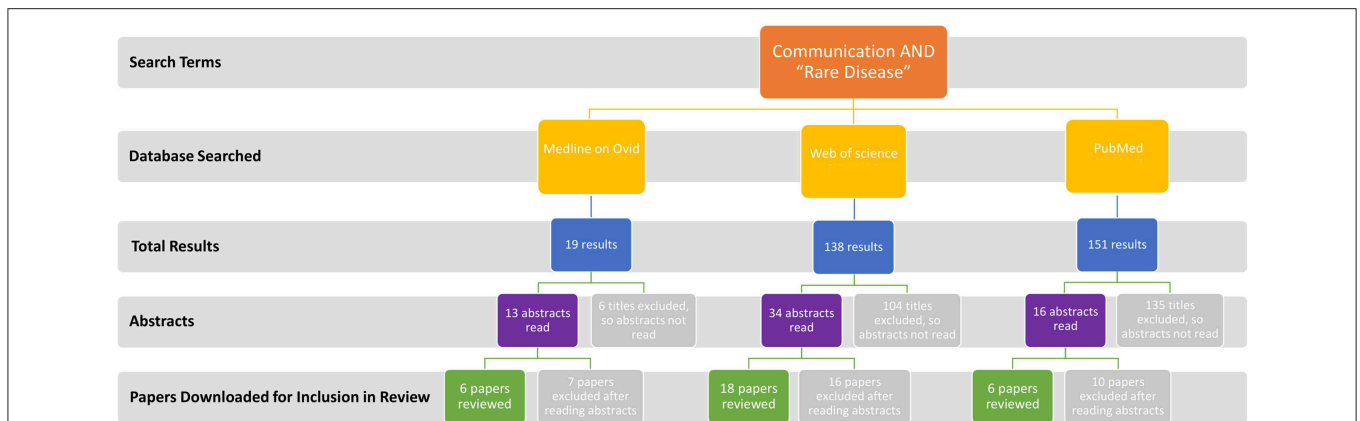 Search Terms
Communication AND
“Rare Disease”
Database Searched
Medline on Ovid
Web of science
PubMed
Total Results
19 results
138 results
151 results
Abstracts
13 abstracts
read
6 titles excluded,
so abstracts not
read
34 abstracts
read
104 titles
excluded, so
abstracts not read
16 abstracts
read
135 titles
excluded, so
abstracts not read
Papers Downloaded for Inclusion in Review
6 papers
reviewed
7 papers
excluded after
reading abstracts
18 papers
reviewed
16 papers
excluded after
reading abstracts
6 papers
reviewed
10 papers
excluded after
reading abstracts